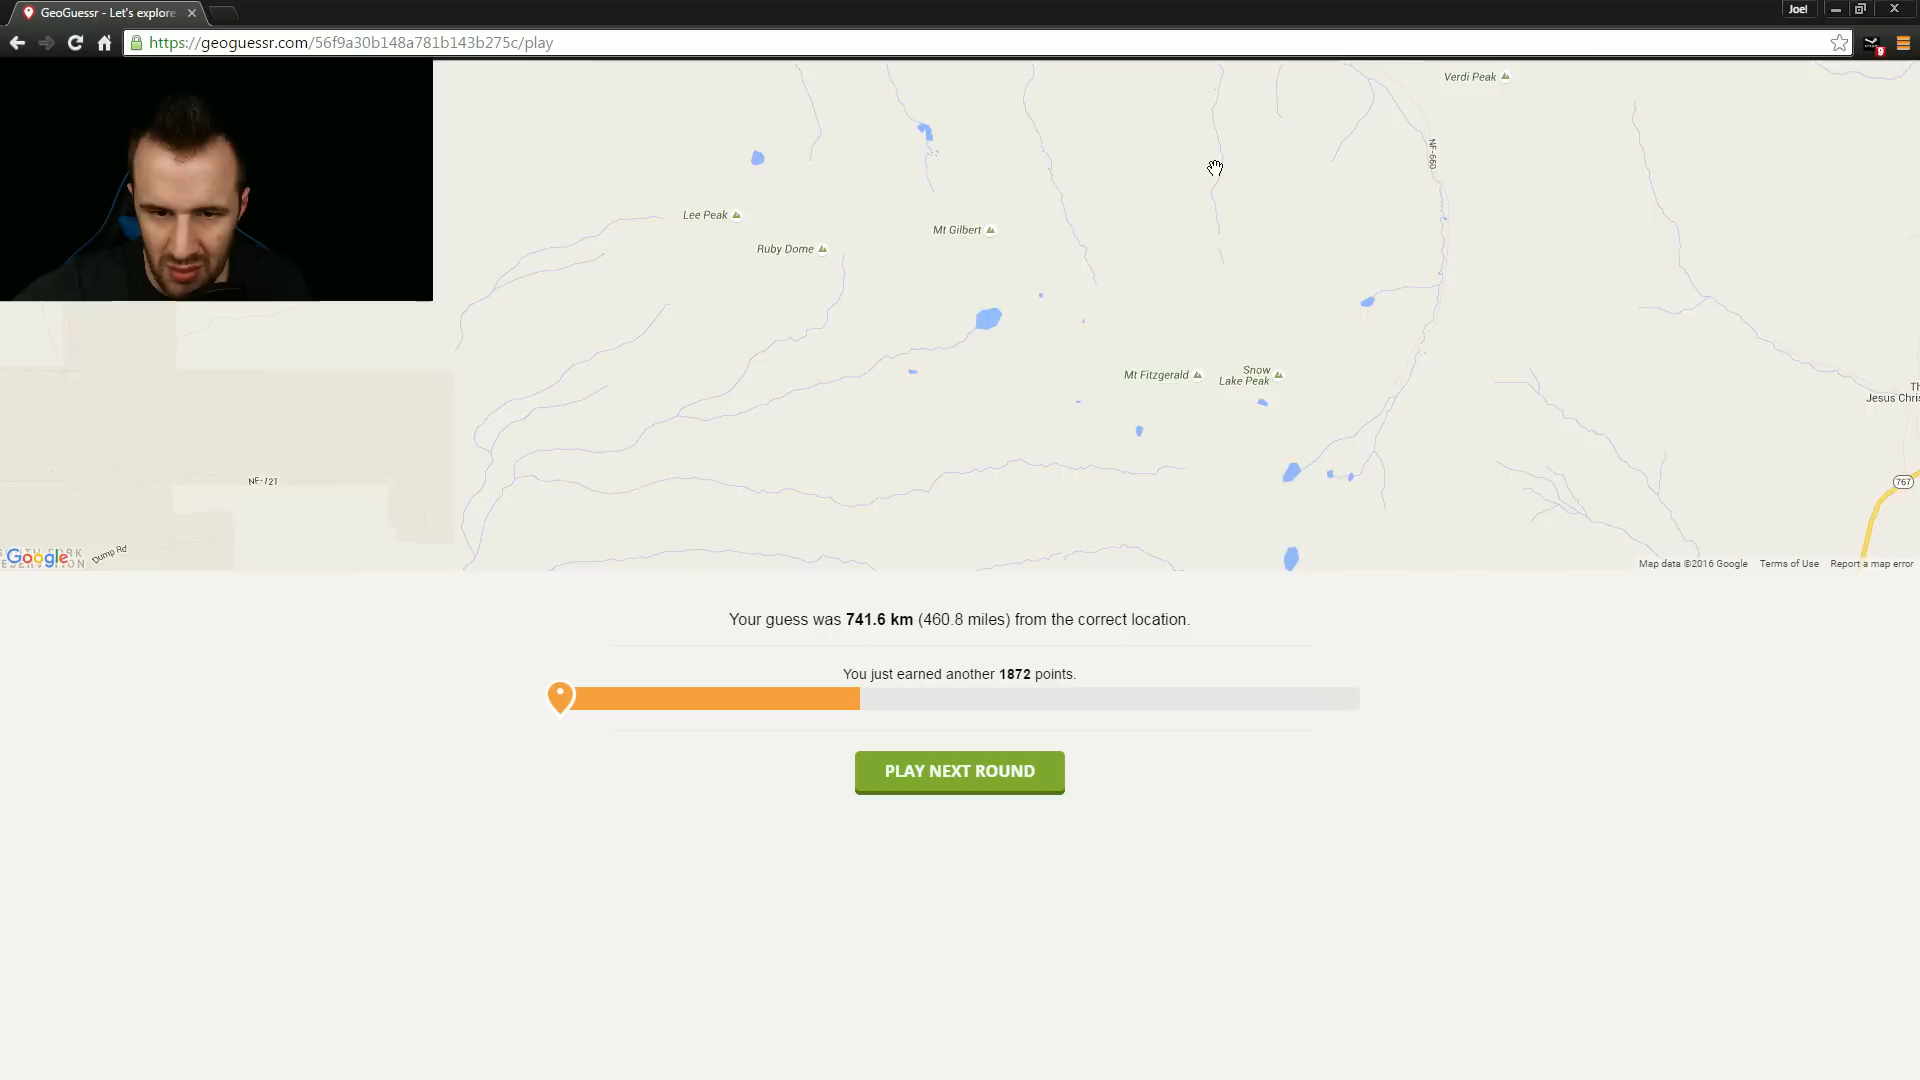 GeoGuessr - Let's explore
Joel
https://geoguessr.com/56f9a30b148a781b143b275c/play
9
Verdi Peak
NF-660
Lee Peak
Mt Gilbert
Ruby Dome
Mt Fitzgerald
Snow
Lake Peak
Th
Jesus Chris
767
NF-721
Dump Rd
Google
Map data ©2016 Google
Terms of Use
Report a map error
Your guess was 741.6 km (460.8 miles) from the correct location.
You just earned another 1872 points.
PLAY NEXT ROUND